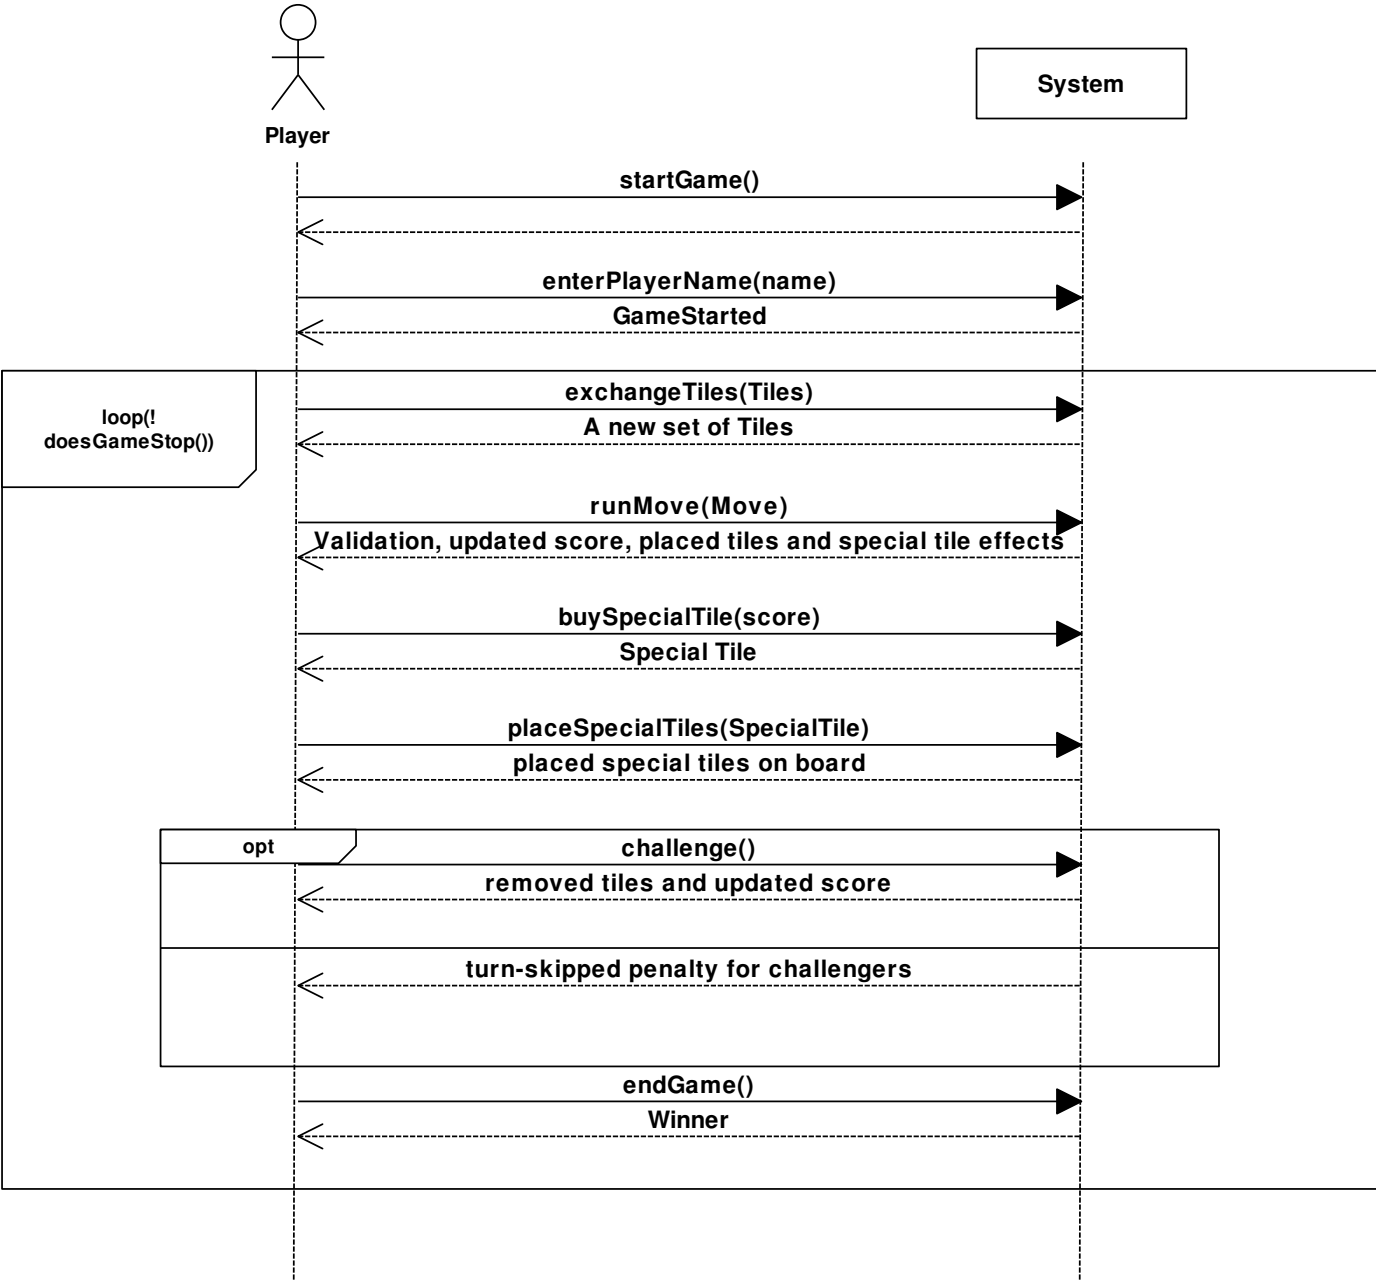 Player
System
startGame()
enterPlayerName(name)
GameStarted
loop(!
doesGameStop())
exchangeTiles(Tiles)
A new set of Tiles
runMove(Move)
Validation, updated score, placed tiles and special tile effects
buySpecialTile(score)
Special Tile
placeSpecialTiles(SpecialTile)
placed special tiles on board
opt
challenge()
removed tiles and updated score
turn-skipped penalty for challengers
endGame()
Winner